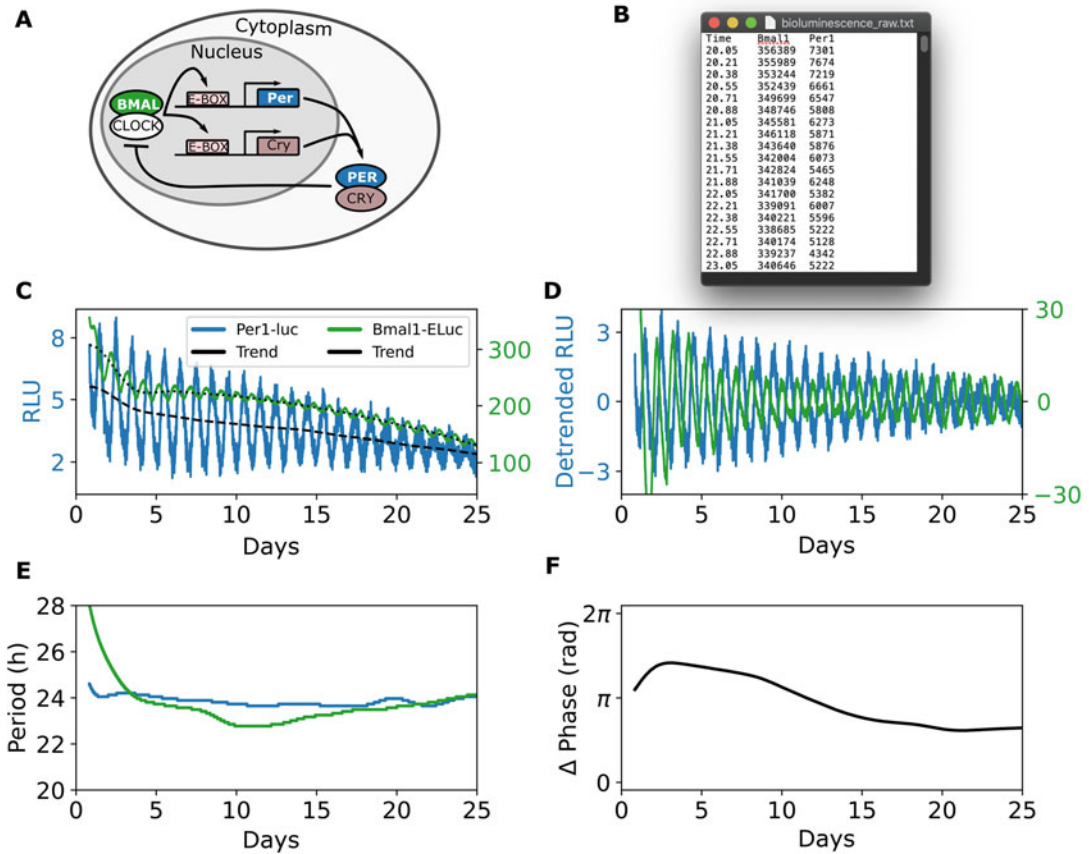 A
Cytoplasm
Nucleus
BMAL
CLOCK
E-BOX
Per
E-BOX
Cry
PER
CRY
B
bioluminescence_raw.txt
Time Bmal1 Per1
20.05 356389 7301
20.21 355989 7674
20.38 353244 7219
20.55 352439 6661
20.71 349699 6547
20.88 348746 5808
21.05 345581 6273
21.21 346118 5871
21.38 343640 5876
21.55 342004 6073
21.71 342824 5465
21.88 341039 6248
22.05 341700 5382
22.21 339091 6007
22.38 340221 5596
22.55 338685 5222
22.71 340174 5128
22.88 339237 4342
23.05 340646 5222
C
Per1-luc Bmal1-ELuc
Trend Trend
RLU
8
5
2
300
200
100
0 5 10 15 20 25
Days
D
Detrended RLU
3
0
−3
30
0
−30
0 5 10 15 20 25
Days
E
Period (h)
28
26
24
22
20
0 5 10 15 20 25
Days
F
Δ Phase (rad)
2π
π
0
0 5 10 15 20 25
Days